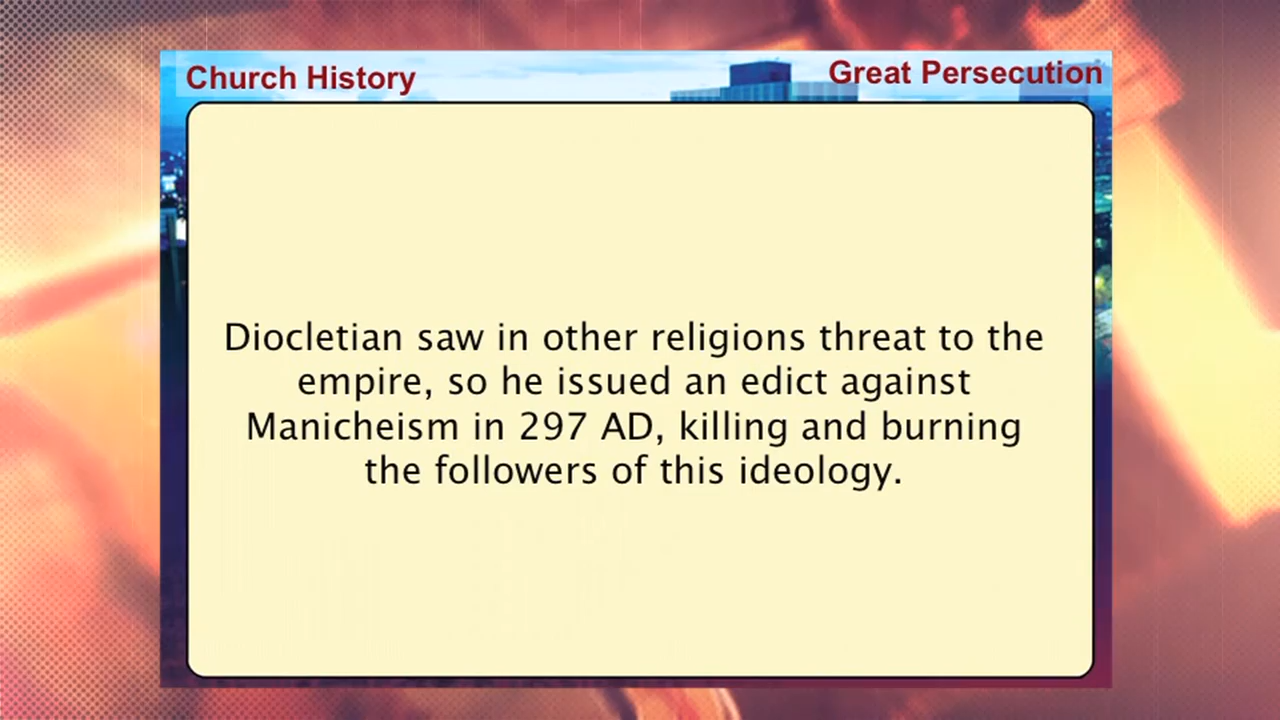 Church History
Great Persecution
Diocletian saw in other religions threat to the
empire, so he issued an edict against
Manicheism in 297 AD, killing and burning
the followers of this ideology.